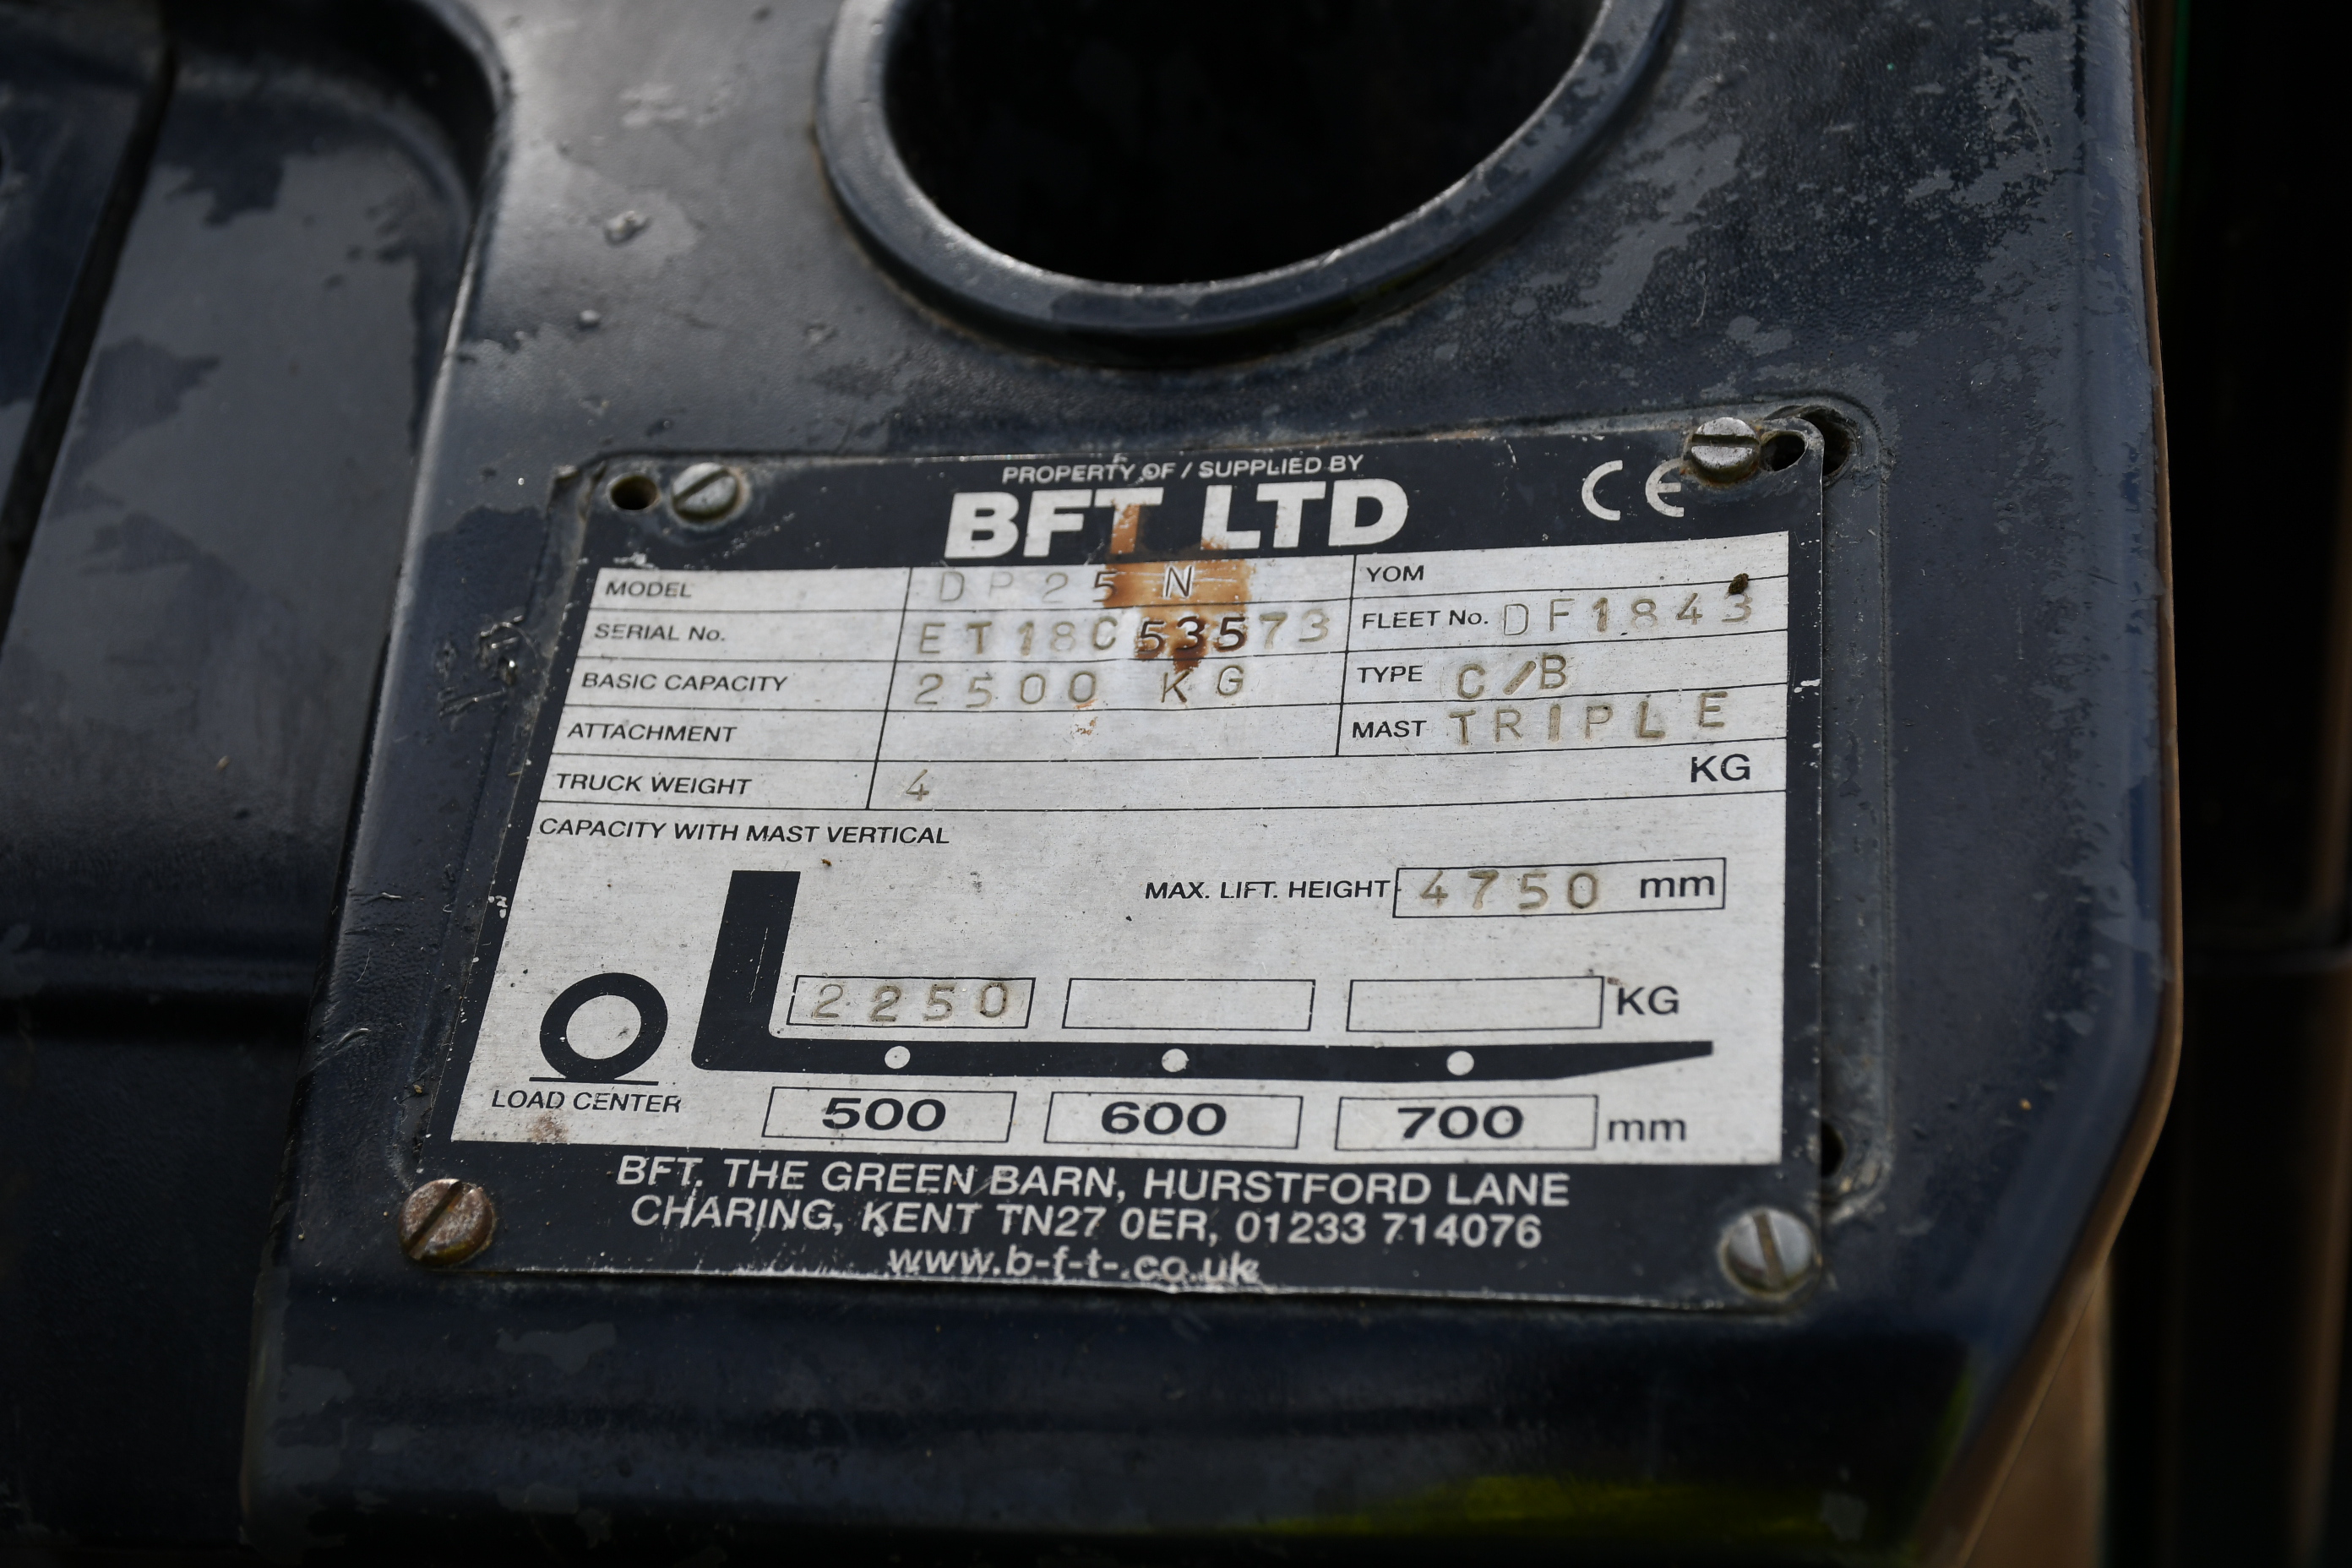 PROPERTY OF / SUPPLIED BY
BFT LTD CE
MODEL DP25 N YOM
SERIAL No. ET18C53573 FLEET No. DF1843
BASIC CAPACITY 2500 KG TYPE C/B
ATTACHMENT MAST TRIPLE
TRUCK WEIGHT 4 KG
CAPACITY WITH MAST VERTICAL
MAX. LIFT. HEIGHT 4750 mm
2250 KG
LOAD CENTER 500 600 700 mm
BFT. THE GREEN BARN, HURSTFORD LANE
CHARING, KENT TN27 0ER, 01233 714076
www.b-f-t-.co.uk